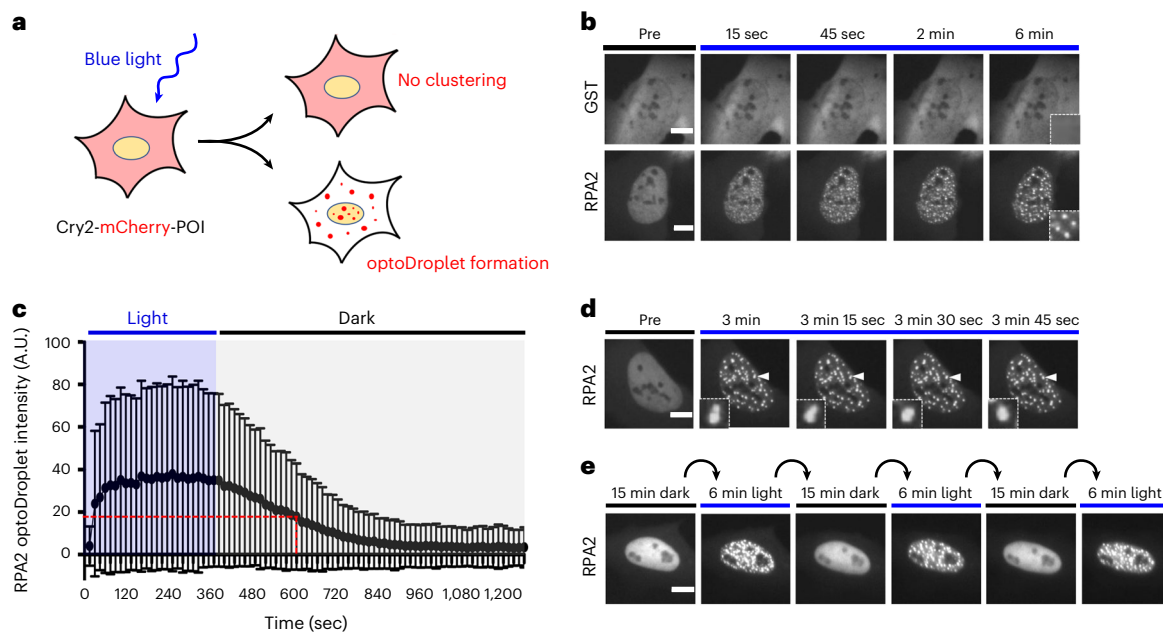 a
Blue light
No clustering
Cry2-mCherry-POI
optoDroplet formation
b
Pre 15 sec 45 sec 2 min 6 min
GST
RPA2
c
Light Dark
RPA2 optoDroplet intensity (A.U.)
100
80
60
40
20
0
0 120 240 360 480 600 720 840 960 1,080 1,200
Time (sec)
d
Pre 3 min 3 min 15 sec 3 min 30 sec 3 min 45 sec
RPA2
e
15 min dark 6 min light 15 min dark 6 min light 15 min dark 6 min light
RPA2